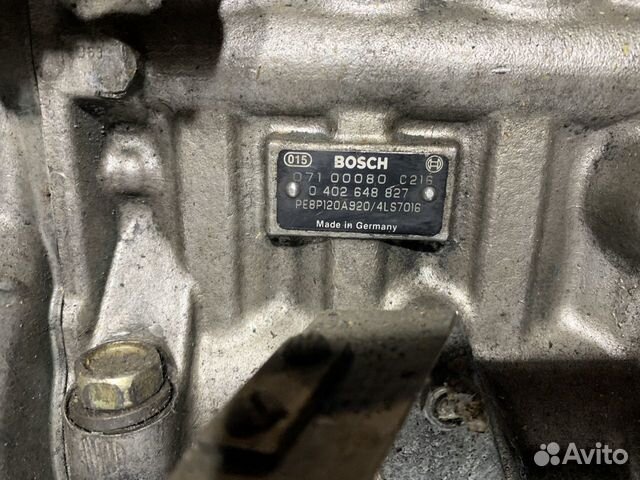 015 BOSCH
071 00080 C216
0 402 648 827
PE8P120A920/4LS7016
Made in Germany
Avito